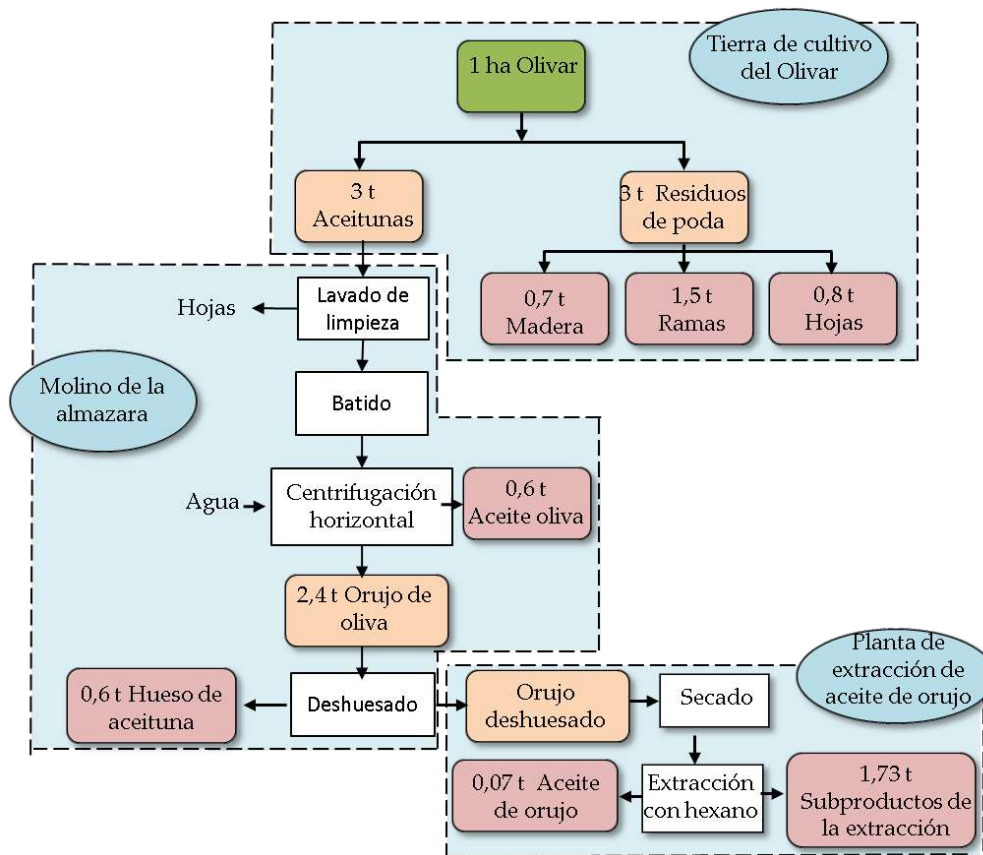 Tierra de cultivo
del Olivar
1 ha Olivar
3 t
Aceitunas
3 t Residuos
de poda
0,7 t
Madera
1,5 t
Ramas
0,8 t
Hojas
Hojas
Lavado de
limpieza
Molino de la
almazara
Batido
Agua
Centrifugación
horizontal
0,6 t
Aceite oliva
2,4 t Orujo de
oliva
Planta de
extracción de
aceite de orujo
0,6 t Hueso de
aceituna
Deshuesado
Orujo
deshuesado
Secado
0,07 t Aceite
de orujo
Extracción
con hexano
1,73 t
Subproductos de
la extracción